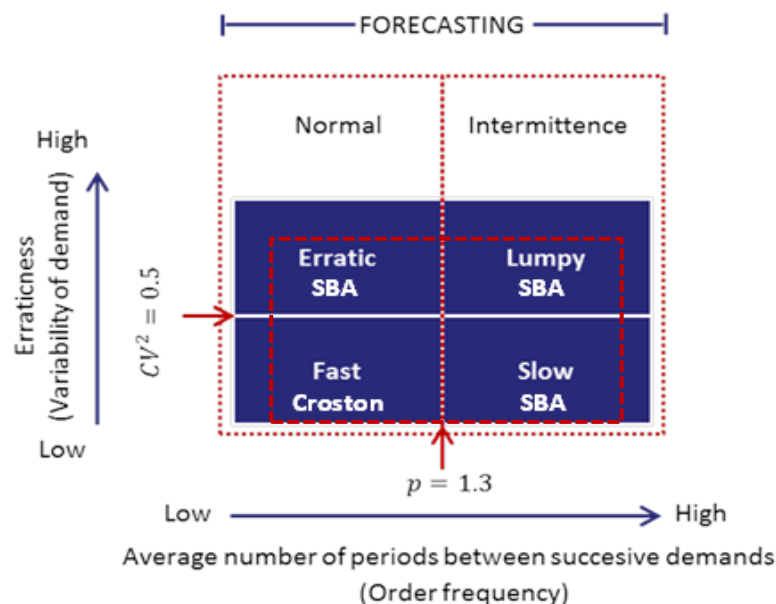 FORECASTING
Normal
Intermittence
High
Erraticness
(Variability of demand)
CV² = 0.5
Erratic
SBA
Lumpy
SBA
Fast
Croston
Slow
SBA
Low
p = 1.3
Low
High
Average number of periods between succesive demands
(Order frequency)